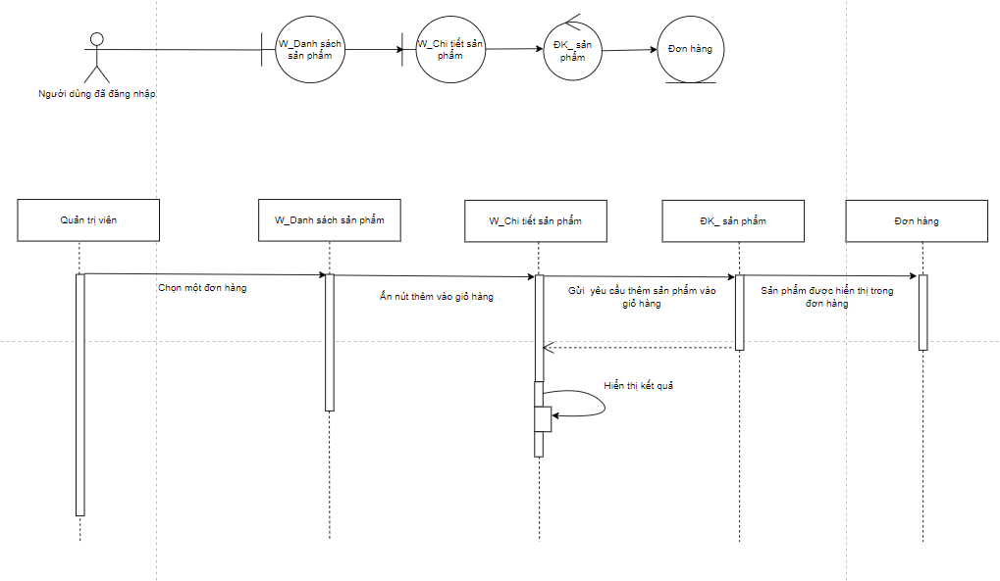 W_Danh sách
sản phẩm
W_Chi tiết sản
phẩm
ĐK_ sản
phẩm
Đơn hàng
Người dùng đã đăng nhập
Quản trị viên
W_Danh sách sản phẩm
W_Chi tiết sản phẩm
ĐK_ sản phẩm
Đơn hàng
Chọn một đơn hàng
Ấn nút thêm vào giỏ hàng
Gửi yêu cầu thêm sản phẩm vào
giỏ hàng
Sản phẩm được hiển thị trong
đơn hàng
Hiển thị kết quả